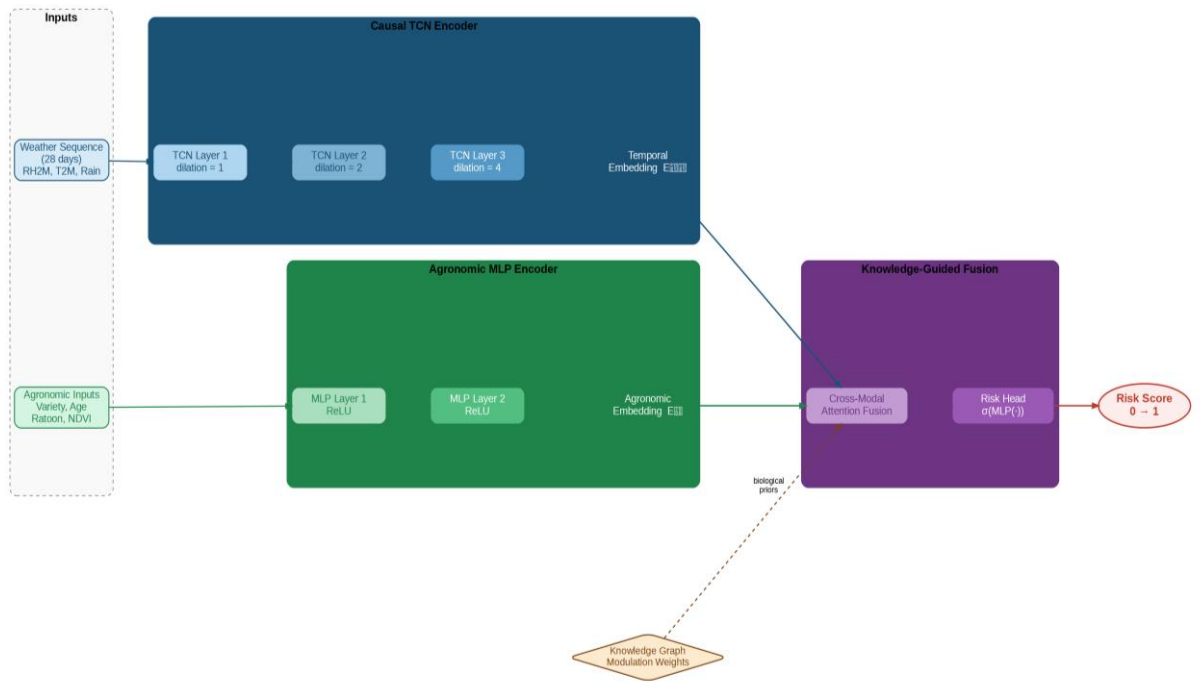 Inputs
Causal TCN Encoder
Weather Sequence
(28 days)
RH2M, T2M, Rain
TCN Layer 1
dilation = 1
TCN Layer 2
dilation = 2
TCN Layer 3
dilation = 4
Temporal
Embedding E
Agronomic MLP Encoder
Knowledge-Guided Fusion
Agronomic Inputs
Variety, Age
Ratoon, NDVI
MLP Layer 1
ReLU
MLP Layer 2
ReLU
Agronomic
Embedding E
Cross-Modal
Attention Fusion
Risk Head
σ(MLP(·))
Risk Score
0 → 1
biological
priors
Knowledge Graph
Modulation Weights